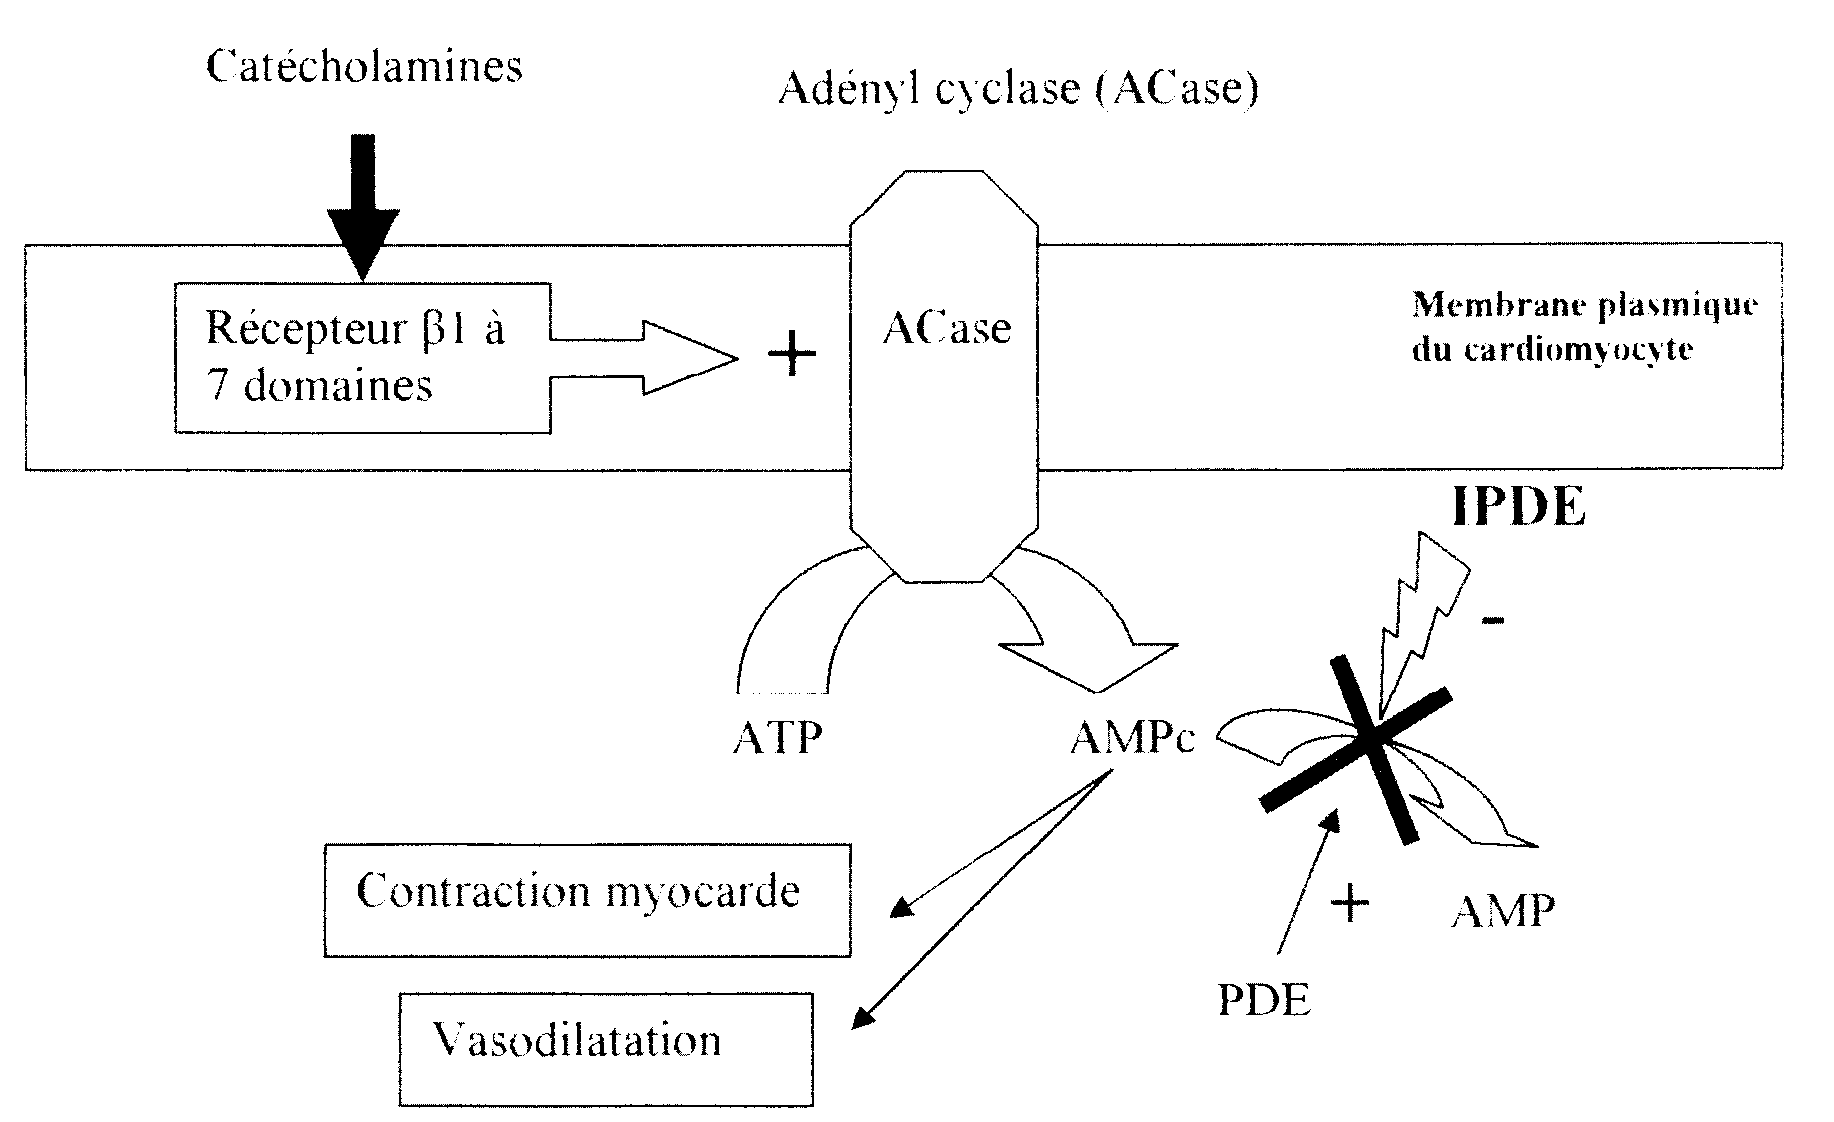 Catécholamines
Adényl cyclase (ACase)
Récepteur β1 à
7 domaines
+
ACase
Membrane plasmique
du cardiomyocyte
IPDE
-
ATP
AMPc
Contraction myocarde
+
AMP
PDE
Vasodilatation